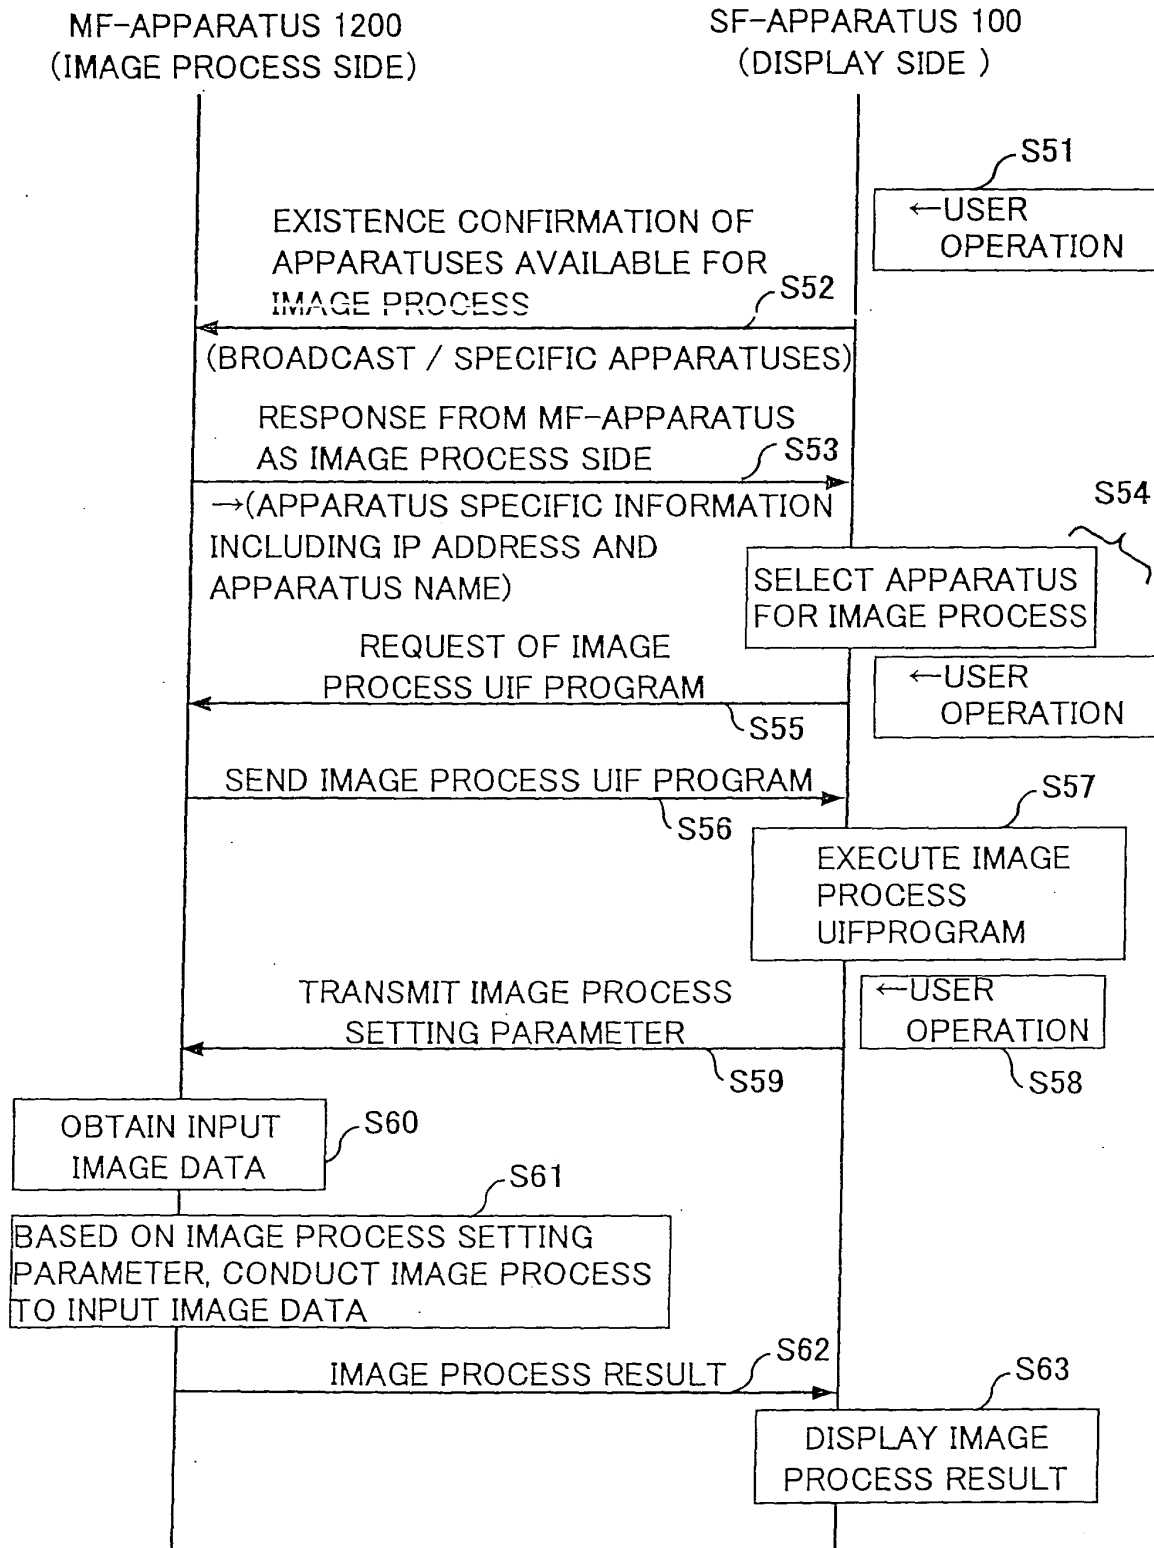 MF-APPARATUS 1200
(IMAGE PROCESS SIDE)
SF-APPARATUS 100
(DISPLAY SIDE )
S51
←USER
OPERATION
EXISTENCE CONFIRMATION OF
APPARATUSES AVAILABLE FOR
IMAGE PROCESS
S52
(BROADCAST / SPECIFIC APPARATUSES)
RESPONSE FROM MF-APPARATUS
AS IMAGE PROCESS SIDE
S53
→(APPARATUS SPECIFIC INFORMATION
INCLUDING IP ADDRESS AND
APPARATUS NAME)
S54
SELECT APPARATUS
FOR IMAGE PROCESS
←USER
OPERATION
REQUEST OF IMAGE
PROCESS UIF PROGRAM
S55
SEND IMAGE PROCESS UIF PROGRAM
S56
S57
EXECUTE IMAGE
PROCESS
UIFPROGRAM
←USER
OPERATION
S58
TRANSMIT IMAGE PROCESS
SETTING PARAMETER
S59
OBTAIN INPUT
IMAGE DATA
S60
S61
BASED ON IMAGE PROCESS SETTING
PARAMETER, CONDUCT IMAGE PROCESS
TO INPUT IMAGE DATA
IMAGE PROCESS RESULT
S62
S63
DISPLAY IMAGE
PROCESS RESULT